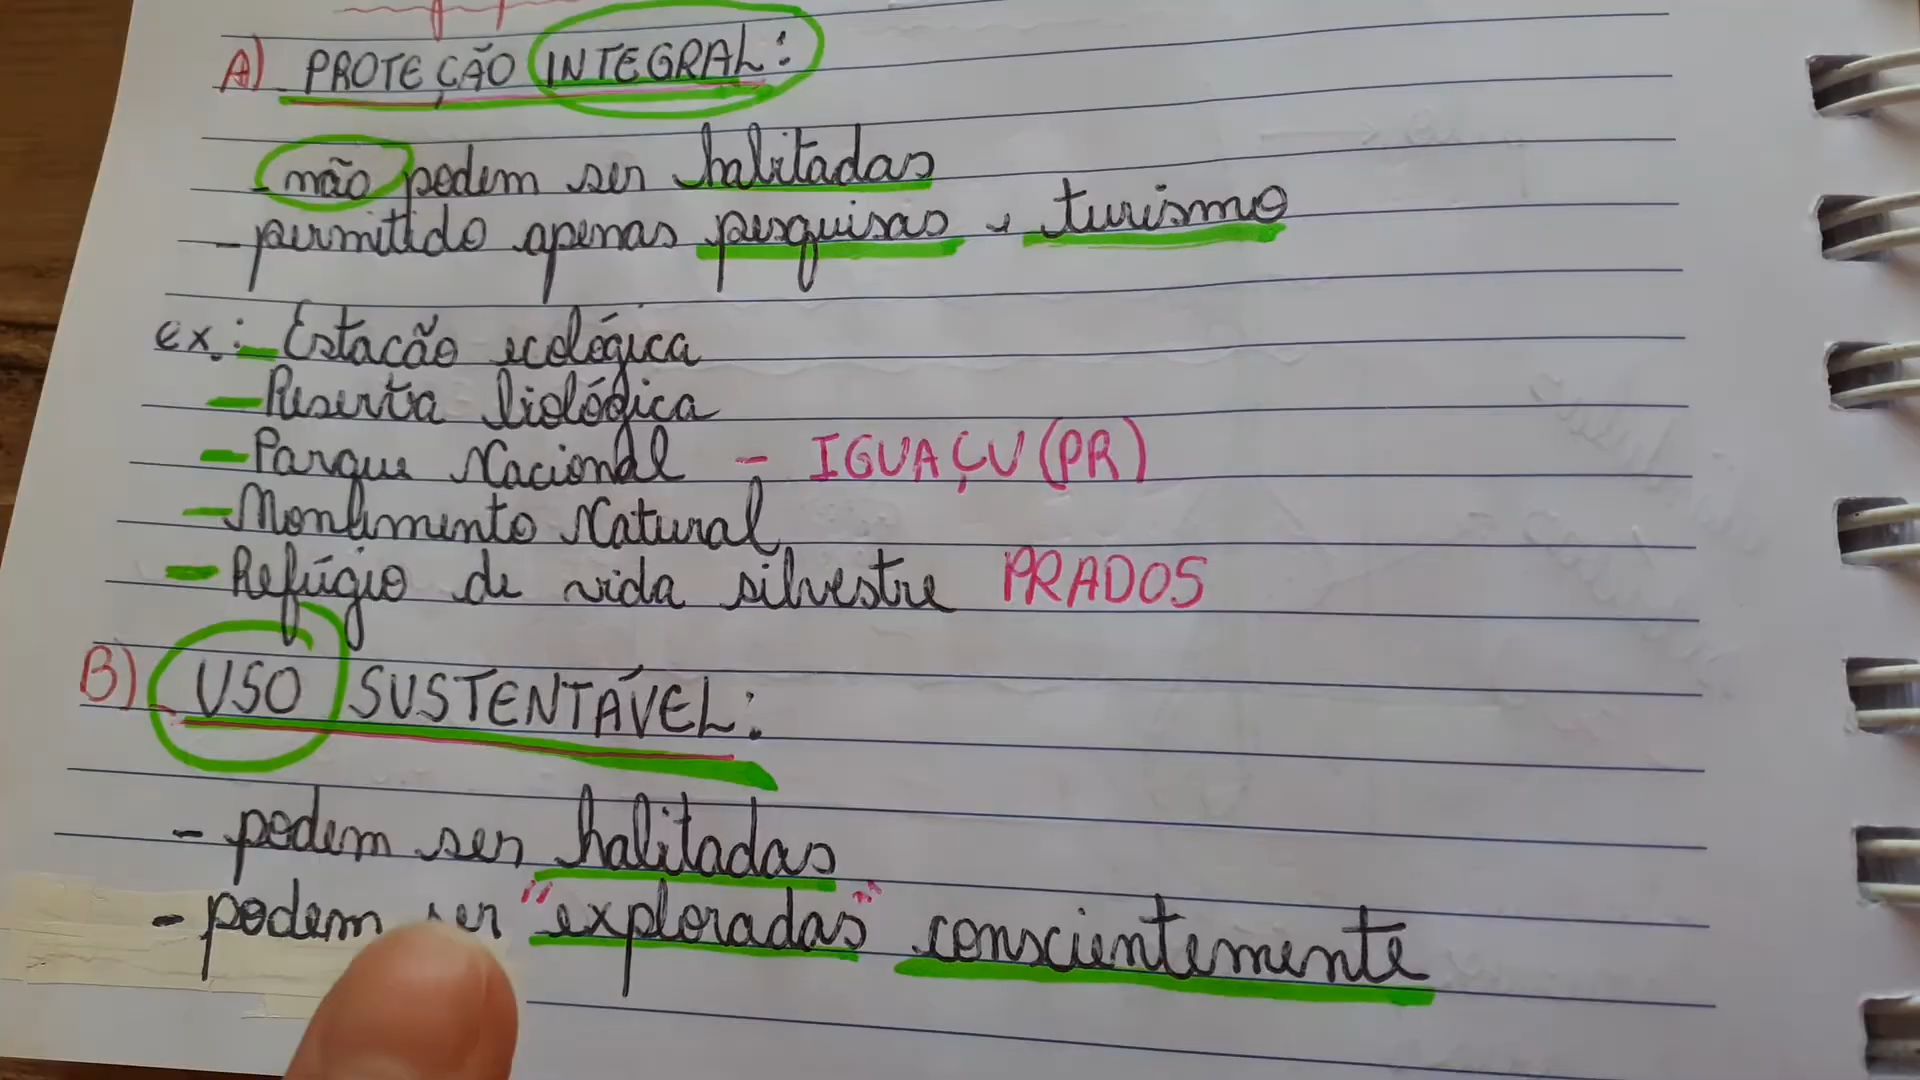 A) PROTEÇÃO INTEGRAL:
- não podem ser habitadas
- permitido apenas pesquisas e turismo
ex.: - Estacão ecológica
- Reserva biológica
- Parque Nacional - IGUAÇU (PR)
- Monumento Natural
- Refúgio de vida silvestre PRADOS
B) USO SUSTENTÁVEL:
- podem ser habitadas
- podem ser "exploradas" conscientemente